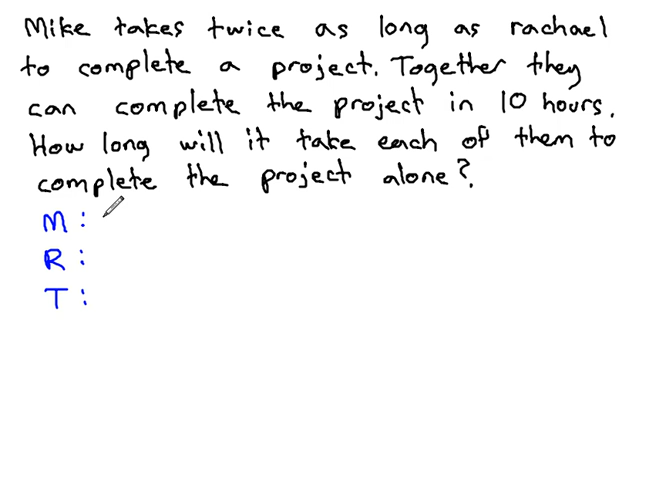 Mike takes twice as long as rachael
to complete a project. Together they
can complete the project in 10 hours.
How long will it take each of them to
complete the project alone?
M:
R:
T: